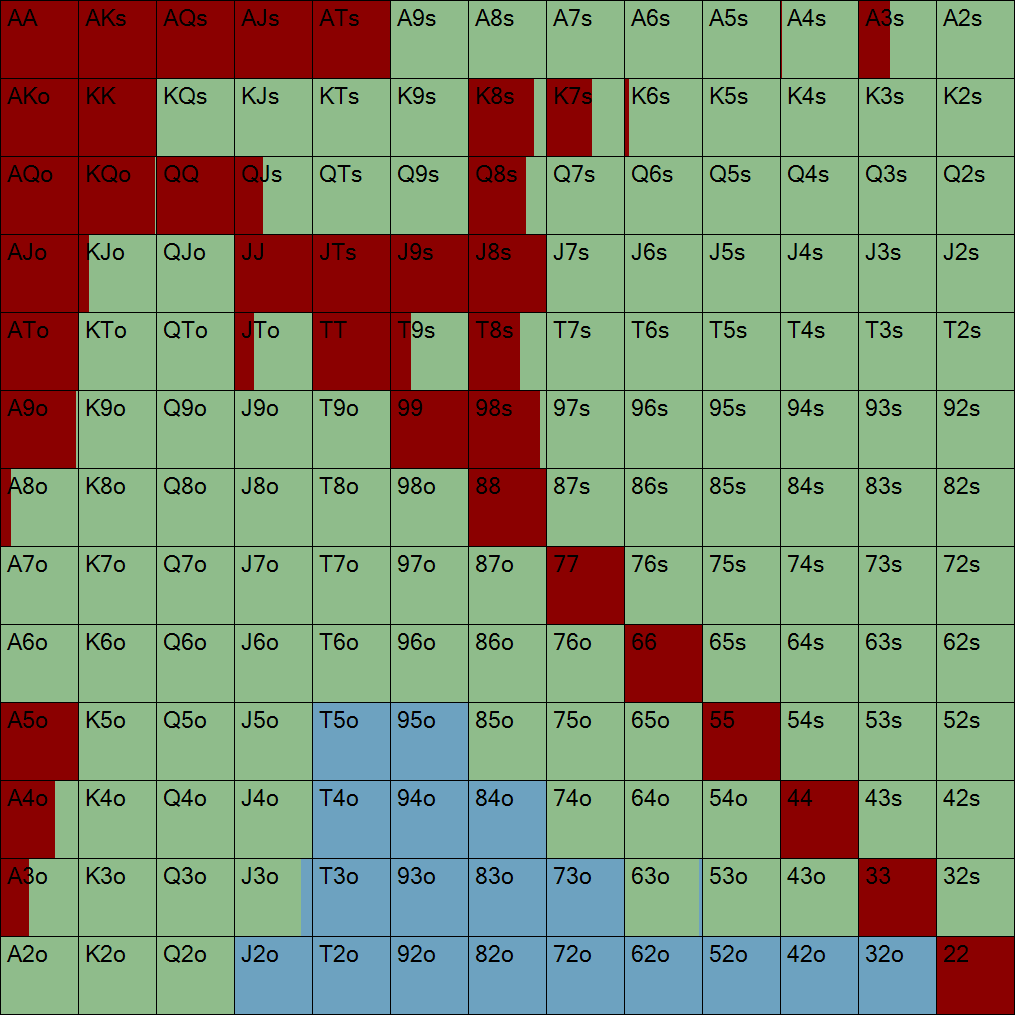 AA AKs AQs AJs ATs A9s A8s A7s A6s A5s A4s A3s A2s
AKo KK KQs KJs KTs K9s K8s K7s K6s K5s K4s K3s K2s
AQo KQo QQ QJs QTs Q9s Q8s Q7s Q6s Q5s Q4s Q3s Q2s
AJo KJo QJo JJ JTs J9s J8s J7s J6s J5s J4s J3s J2s
ATo KTo QTo JTo TT T9s T8s T7s T6s T5s T4s T3s T2s
A9o K9o Q9o J9o T9o 99 98s 97s 96s 95s 94s 93s 92s
A8o K8o Q8o J8o T8o 98o 88 87s 86s 85s 84s 83s 82s
A7o K7o Q7o J7o T7o 97o 87o 77 76s 75s 74s 73s 72s
A6o K6o Q6o J6o T6o 96o 86o 76o 66 65s 64s 63s 62s
A5o K5o Q5o J5o T5o 95o 85o 75o 65o 55 54s 53s 52s
A4o K4o Q4o J4o T4o 94o 84o 74o 64o 54o 44 43s 42s
A3o K3o Q3o J3o T3o 93o 83o 73o 63o 53o 43o 33 32s
A2o K2o Q2o J2o T2o 92o 82o 72o 62o 52o 42o 32o 22